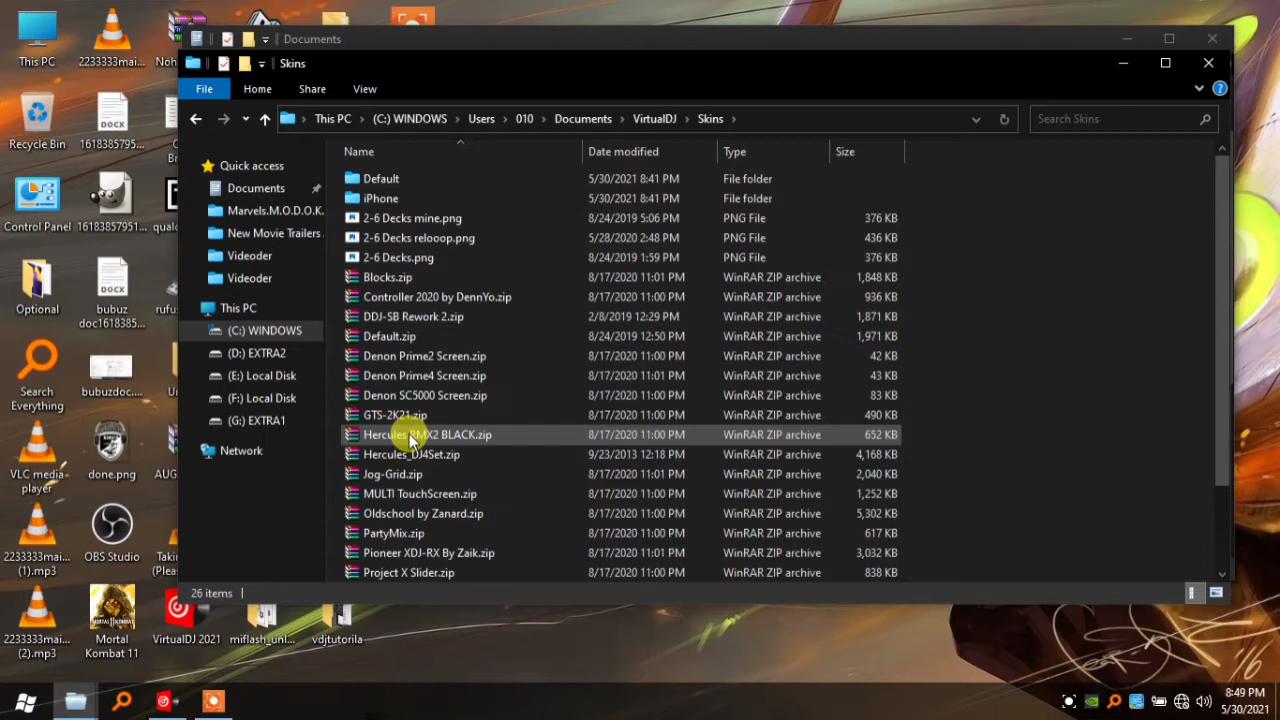 Documents
Skins
File
Home
Share
View
This PC
(C:) WINDOWS
Users
010
Documents
VirtualDJ
Skins
Search Skins
Quick access
Documents
Marvels.M.O.D.O.K.
New Movie Trailers
Videoder
Videoder
This PC
(C:) WINDOWS
(D:) EXTRA2
(E:) Local Disk
(F:) Local Disk
(G:) EXTRA1
Network
Name Date modified Type Size
Default 5/30/2021 8:41 PM File folder
iPhone 5/30/2021 8:41 PM File folder
2-6 Decks mine.png 8/24/2019 5:06 PM PNG File 376 KB
2-6 Decks relooop.png 5/28/2020 2:48 PM PNG File 436 KB
2-6 Decks.png 8/24/2019 1:59 PM PNG File 376 KB
Blocks.zip 8/17/2020 11:01 PM WinRAR ZIP archive 1,848 KB
Controller 2020 by DennYo.zip 8/17/2020 11:00 PM WinRAR ZIP archive 936 KB
DDJ-SB Rework 2.zip 2/8/2019 12:29 PM WinRAR ZIP archive 1,871 KB
Default.zip 8/24/2019 12:50 PM WinRAR ZIP archive 1,971 KB
Denon Prime2 Screen.zip 8/17/2020 11:00 PM WinRAR ZIP archive 42 KB
Denon Prime4 Screen.zip 8/17/2020 11:01 PM WinRAR ZIP archive 43 KB
Denon SC5000 Screen.zip 8/17/2020 11:00 PM WinRAR ZIP archive 83 KB
GTS-2K21.zip 8/17/2020 11:00 PM WinRAR ZIP archive 490 KB
Hercules RMX2 BLACK.zip 8/17/2020 11:00 PM WinRAR ZIP archive 652 KB
Hercules_DJ4Set.zip 9/23/2013 12:18 PM WinRAR ZIP archive 4,168 KB
Jog-Grid.zip 8/17/2020 11:01 PM WinRAR ZIP archive 2,040 KB
MULTI TouchScreen.zip 8/17/2020 11:00 PM WinRAR ZIP archive 1,252 KB
Oldschool by Zanard.zip 8/17/2020 11:00 PM WinRAR ZIP archive 5,302 KB
PartyMix.zip 8/17/2020 11:00 PM WinRAR ZIP archive 617 KB
Pioneer XDJ-RX By Zaik.zip 8/17/2020 11:01 PM WinRAR ZIP archive 3,032 KB
Project X Slider.zip 8/17/2020 11:00 PM WinRAR ZIP archive 838 KB
26 items
This PC
2233333mai...
Noh
Recycle Bin
DOCX
1618385795...
Control Panel
16183857951...
qualc
Optional
DOCX
bubuz
doc1618385...
rufus
Search
Everything
bubuzdoc....
VLC media
player
done.png
AUG
2233333mai...
(1).mp3
OBS Studio
Takin
(Pleas
2233333mai...
(2).mp3
Mortal
Kombat 11
VirtualDJ 2021
miflash_unl...
vdjtutorila
8:49 PM
5/30/2021